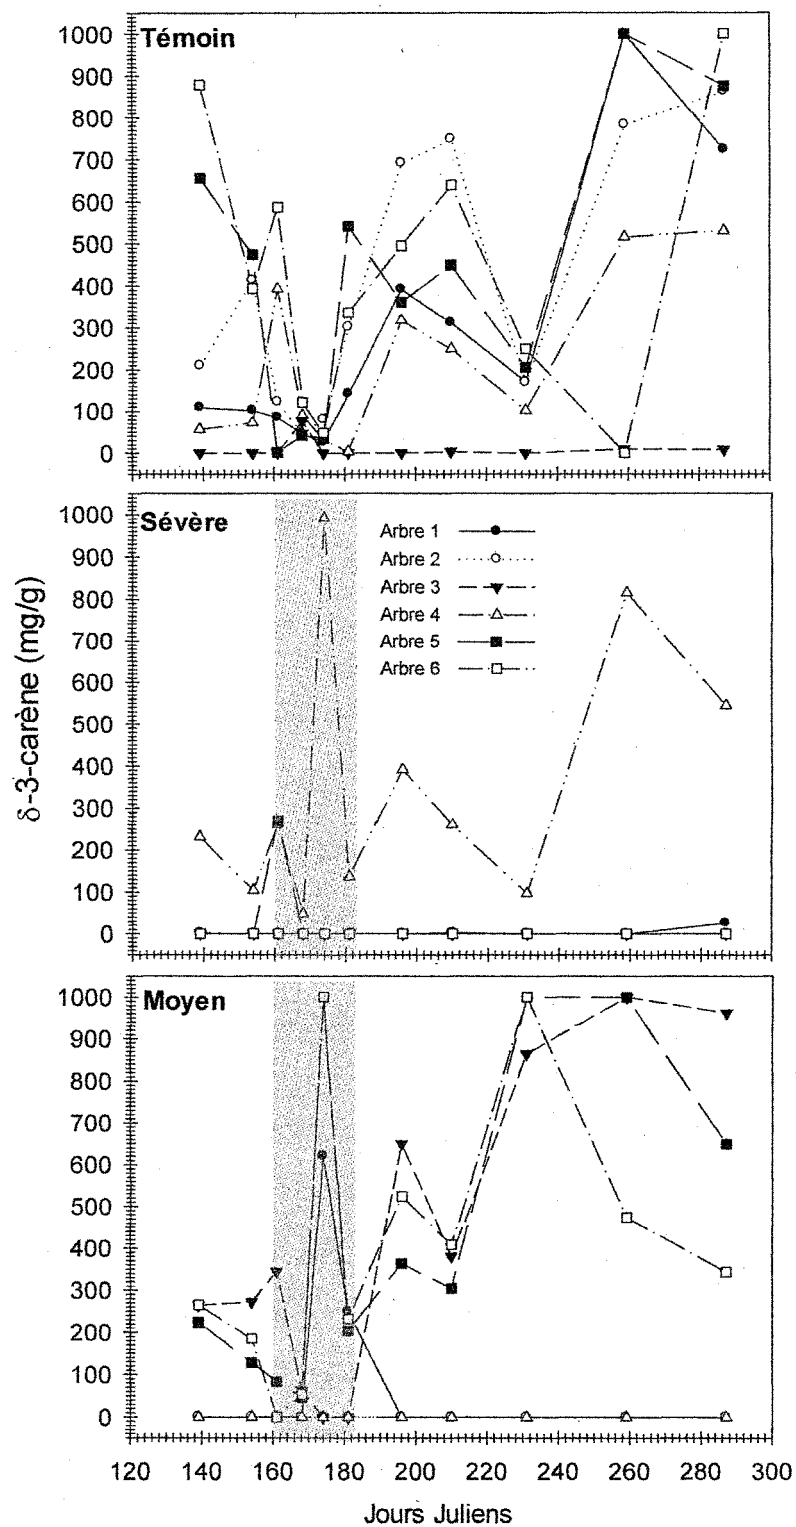 Témoin
1000
900
800
700
600
500
400
300
200
100
0
Sévère
1000
900
800
700
600
500
400
300
200
100
0
Arbre 1
Arbre 2
Arbre 3
Arbre 4
Arbre 5
Arbre 6
δ-3-carène (mg/g)
Moyen
1000
900
800
700
600
500
400
300
200
100
0
120 140 160 180 200 220 240 260 280 300
Jours Juliens